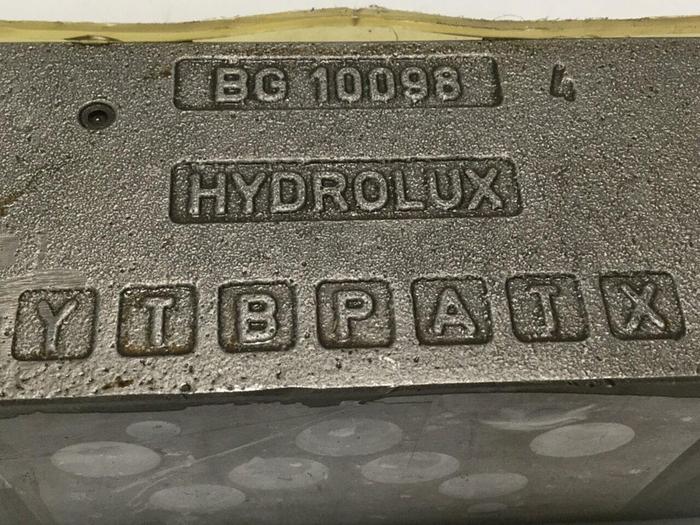 BG 10098 4
HYDROLUX
Y T B P A T X